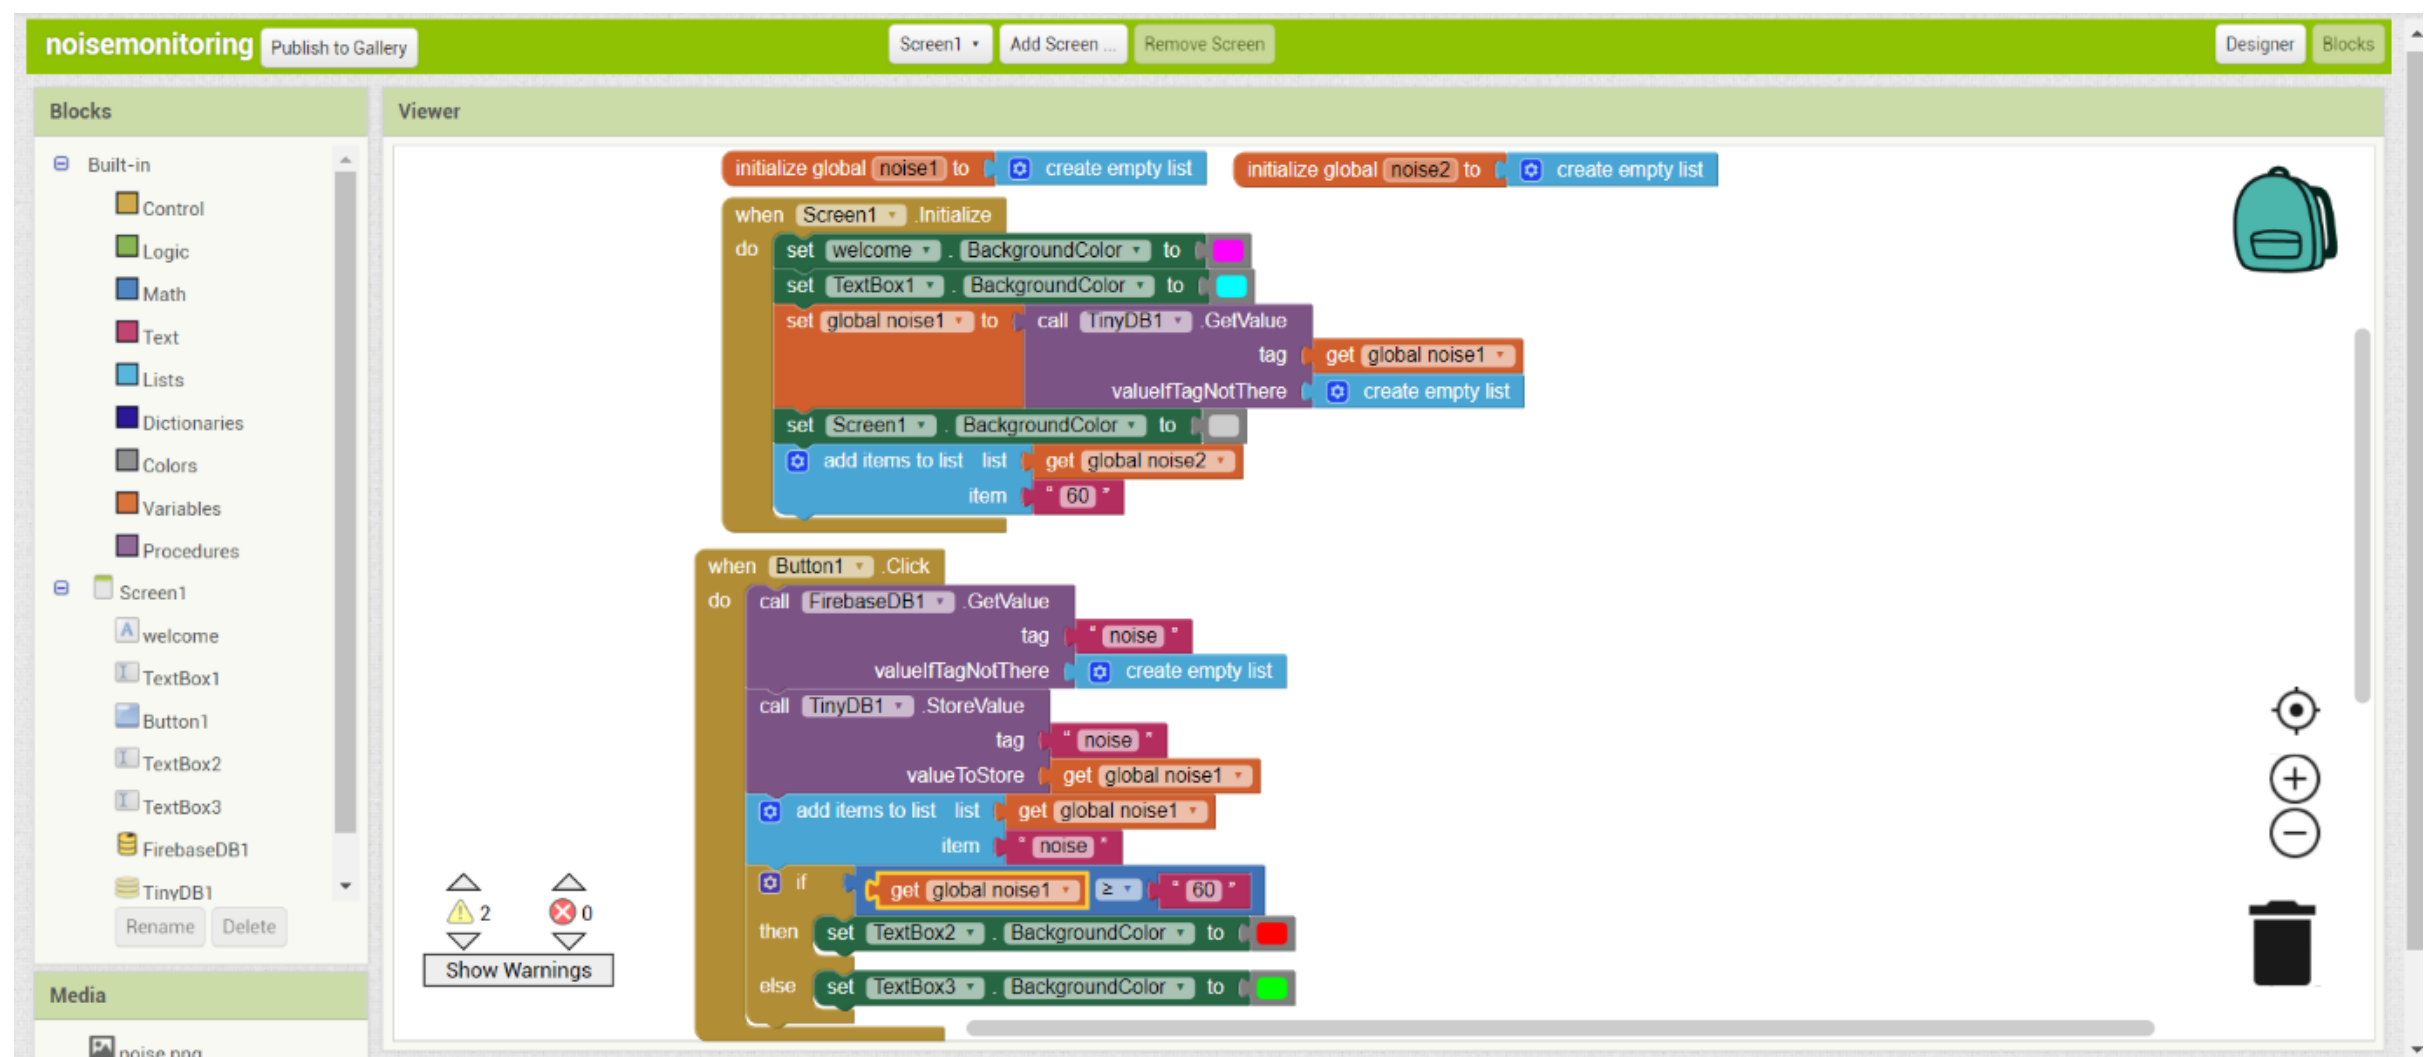 noisemonitoring Publish to Gallery Screen1 Add Screen ... Remove Screen Designer Blocks
Blocks
Built-in
Control
Logic
Math
Text
Lists
Dictionaries
Colors
Variables
Procedures
Screen1
welcome
TextBox1
Button1
TextBox2
TextBox3
FirebaseDB1
TinyDB1
Rename Delete
Media
noise.png
Viewer
initialize global noise1 to create empty list initialize global noise2 to create empty list
when Screen1 .Initialize
do set welcome . BackgroundColor to
set TextBox1 . BackgroundColor to
set global noise1 to call TinyDB1 .GetValue
tag get global noise1
valueIfTagNotThere create empty list
set Screen1 . BackgroundColor to
add items to list list get global noise2
item " 60 "
when Button1 .Click
do call FirebaseDB1 .GetValue
tag " noise "
valueIfTagNotThere create empty list
call TinyDB1 .StoreValue
tag " noise "
valueToStore get global noise1
add items to list list get global noise1
item " noise "
if get global noise1 ≥ " 60 "
then set TextBox2 . BackgroundColor to
else set TextBox3 . BackgroundColor to
2 0
Show Warnings